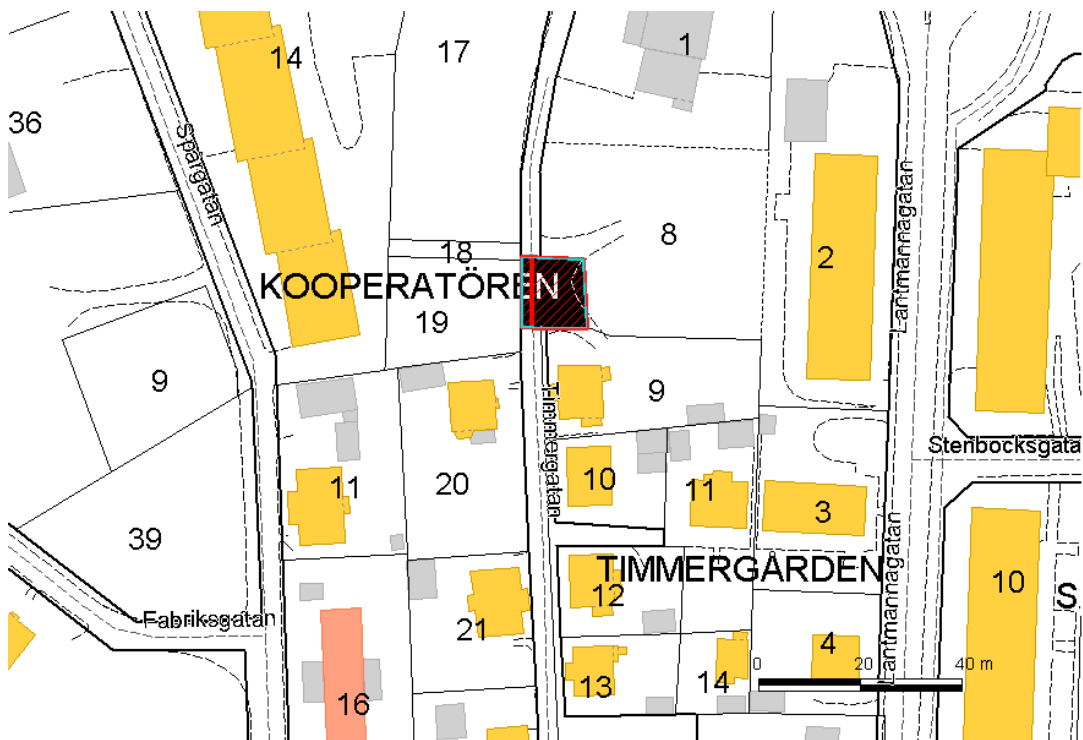 17
1
14
36
Spårgatan
8
18
2
Lantmannagatan
KOOPERATÖREN
19
9
9
Timmergatan
Stenbocksgata
11
20
10
11
3
39
Lantmannagatan
TIMMERGÅRDEN
12
10
S
Fabriksgatan
21
4
13
14
0
20
40 m
16